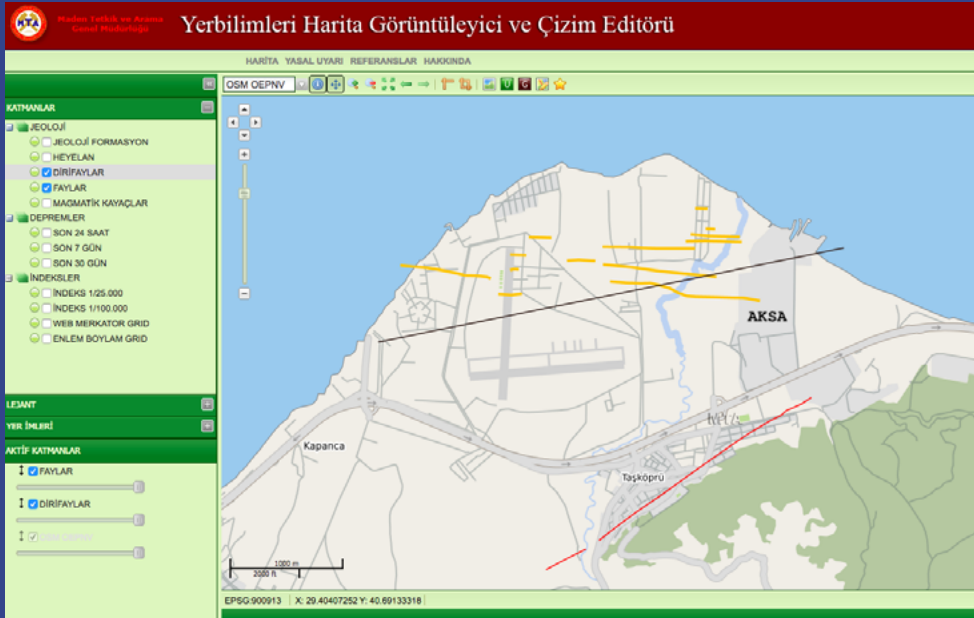 MTA
Maden Tetkik ve Arama
Genel Müdürlüğü
Yerbilimleri Harita Görüntüleyici ve Çizim Editörü
HARİTA YASAL UYARI REFERANSLAR HAKKINDA
OSM OEPNV
KATMANLAR
JEOLOJİ
JEOLOJİ FORMASYON
HEYELAN
DİRİFAYLAR
FAYLAR
MAGMATİK KAYAÇLAR
DEPREMLER
SON 24 SAAT
SON 7 GÜN
SON 30 GÜN
İNDEKSLER
İNDEKS 1/25.000
İNDEKS 1/100.000
WEB MERKATOR GRID
ENLEM BOYLAM GRID
LEJANT
YER İMLERİ
AKTİF KATMANLAR
FAYLAR
DİRİFAYLAR
OSM OEPNV
AKSA
Kaparıca
Taşköprü
1000 m
2000 ft
EPSG:900913 X: 29.40407252 Y: 40.69133318